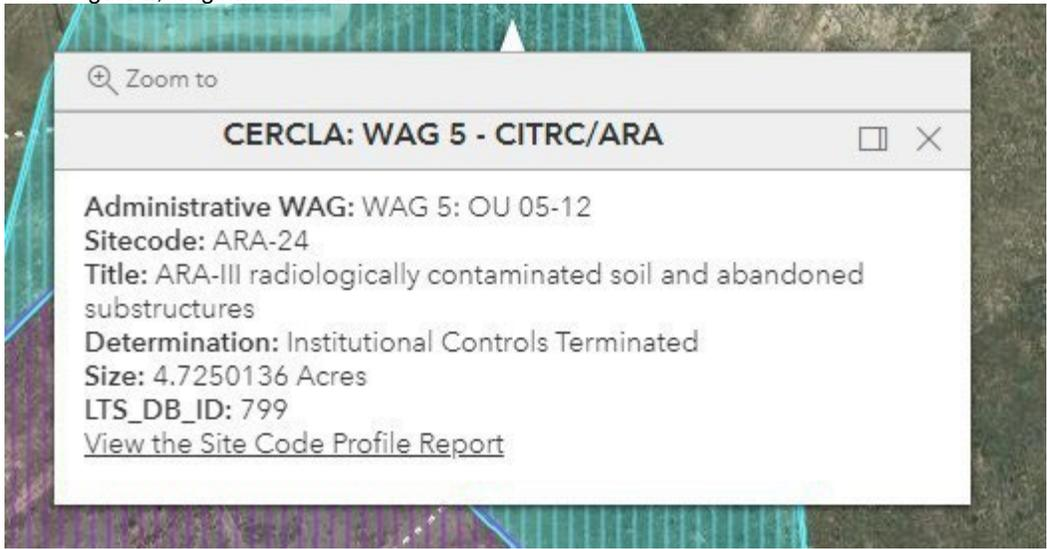 Zoom to
CERCLA: WAG 5 - CITRC/ARA
Administrative WAG: WAG 5: OU 05-12
Sitecode: ARA-24
Title: ARA-III radiologically contaminated soil and abandoned
substructures
Determination: Institutional Controls Terminated
Size: 4.7250136 Acres
LTS_DB_ID: 799
View the Site Code Profile Report